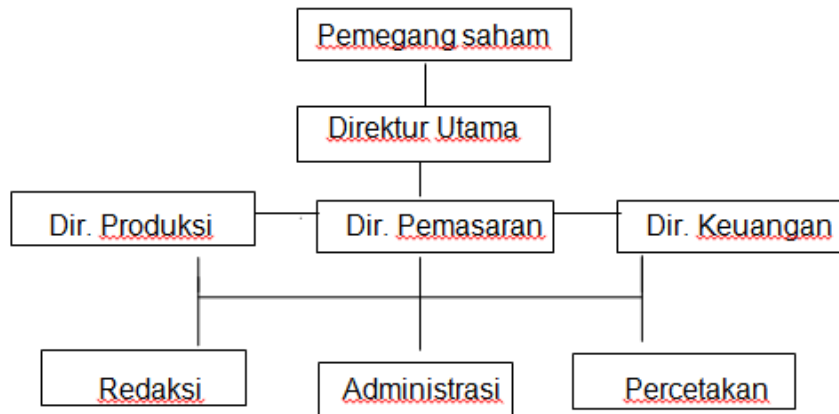 Pemegang saham
Direktur Utama
Dir. Produksi
Dir. Pemasaran
Dir. Keuangan
Redaksi
Administrasi
Percetakan